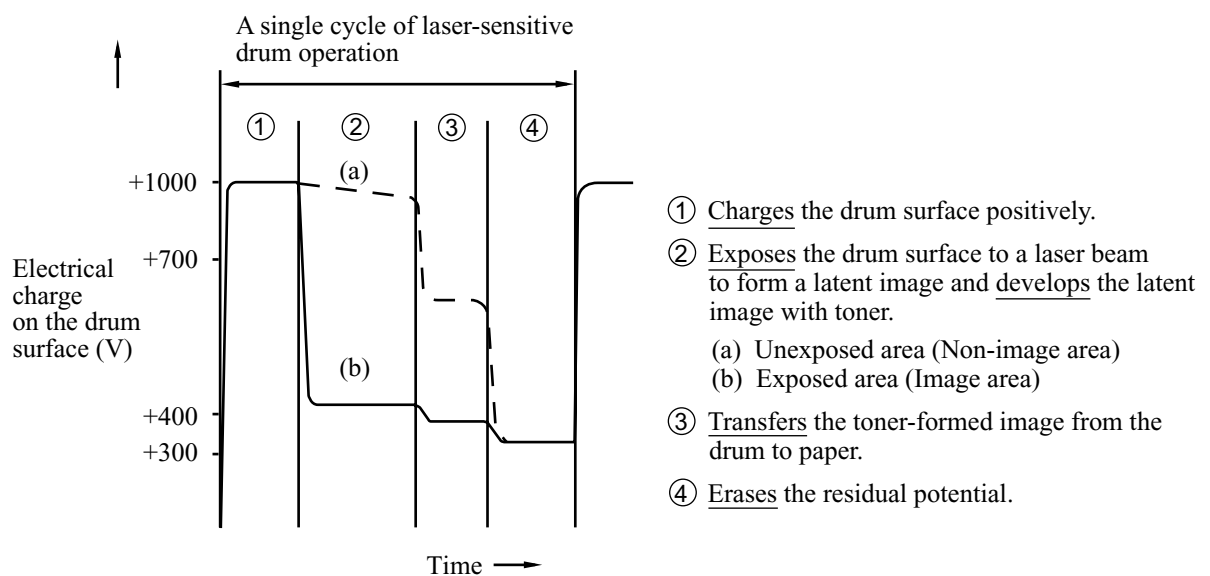 A single cycle of laser-sensitive
drum operation
① ② ③ ④
(a)
+1000
+700
Electrical
charge
on the drum
surface (V)
(b)
+400
+300
Time
① Charges the drum surface positively.
② Exposes the drum surface to a laser beam
to form a latent image and develops the latent
image with toner.
(a) Unexposed area (Non-image area)
(b) Exposed area (Image area)
③ Transfers the toner-formed image from the
drum to paper.
④ Erases the residual potential.